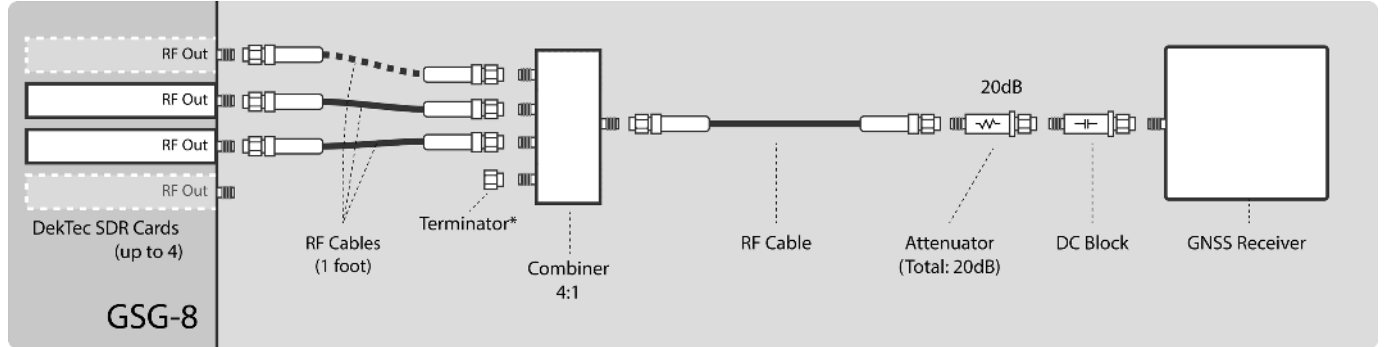 RF Out
RF Out
RF Out
RF Out
DekTec SDR Cards
(up to 4)
GSG-8
RF Cables
(1 foot)
Terminator*
Combiner
4:1
RF Cable
20dB
Attenuator
(Total: 20dB)
DC Block
GNSS Receiver